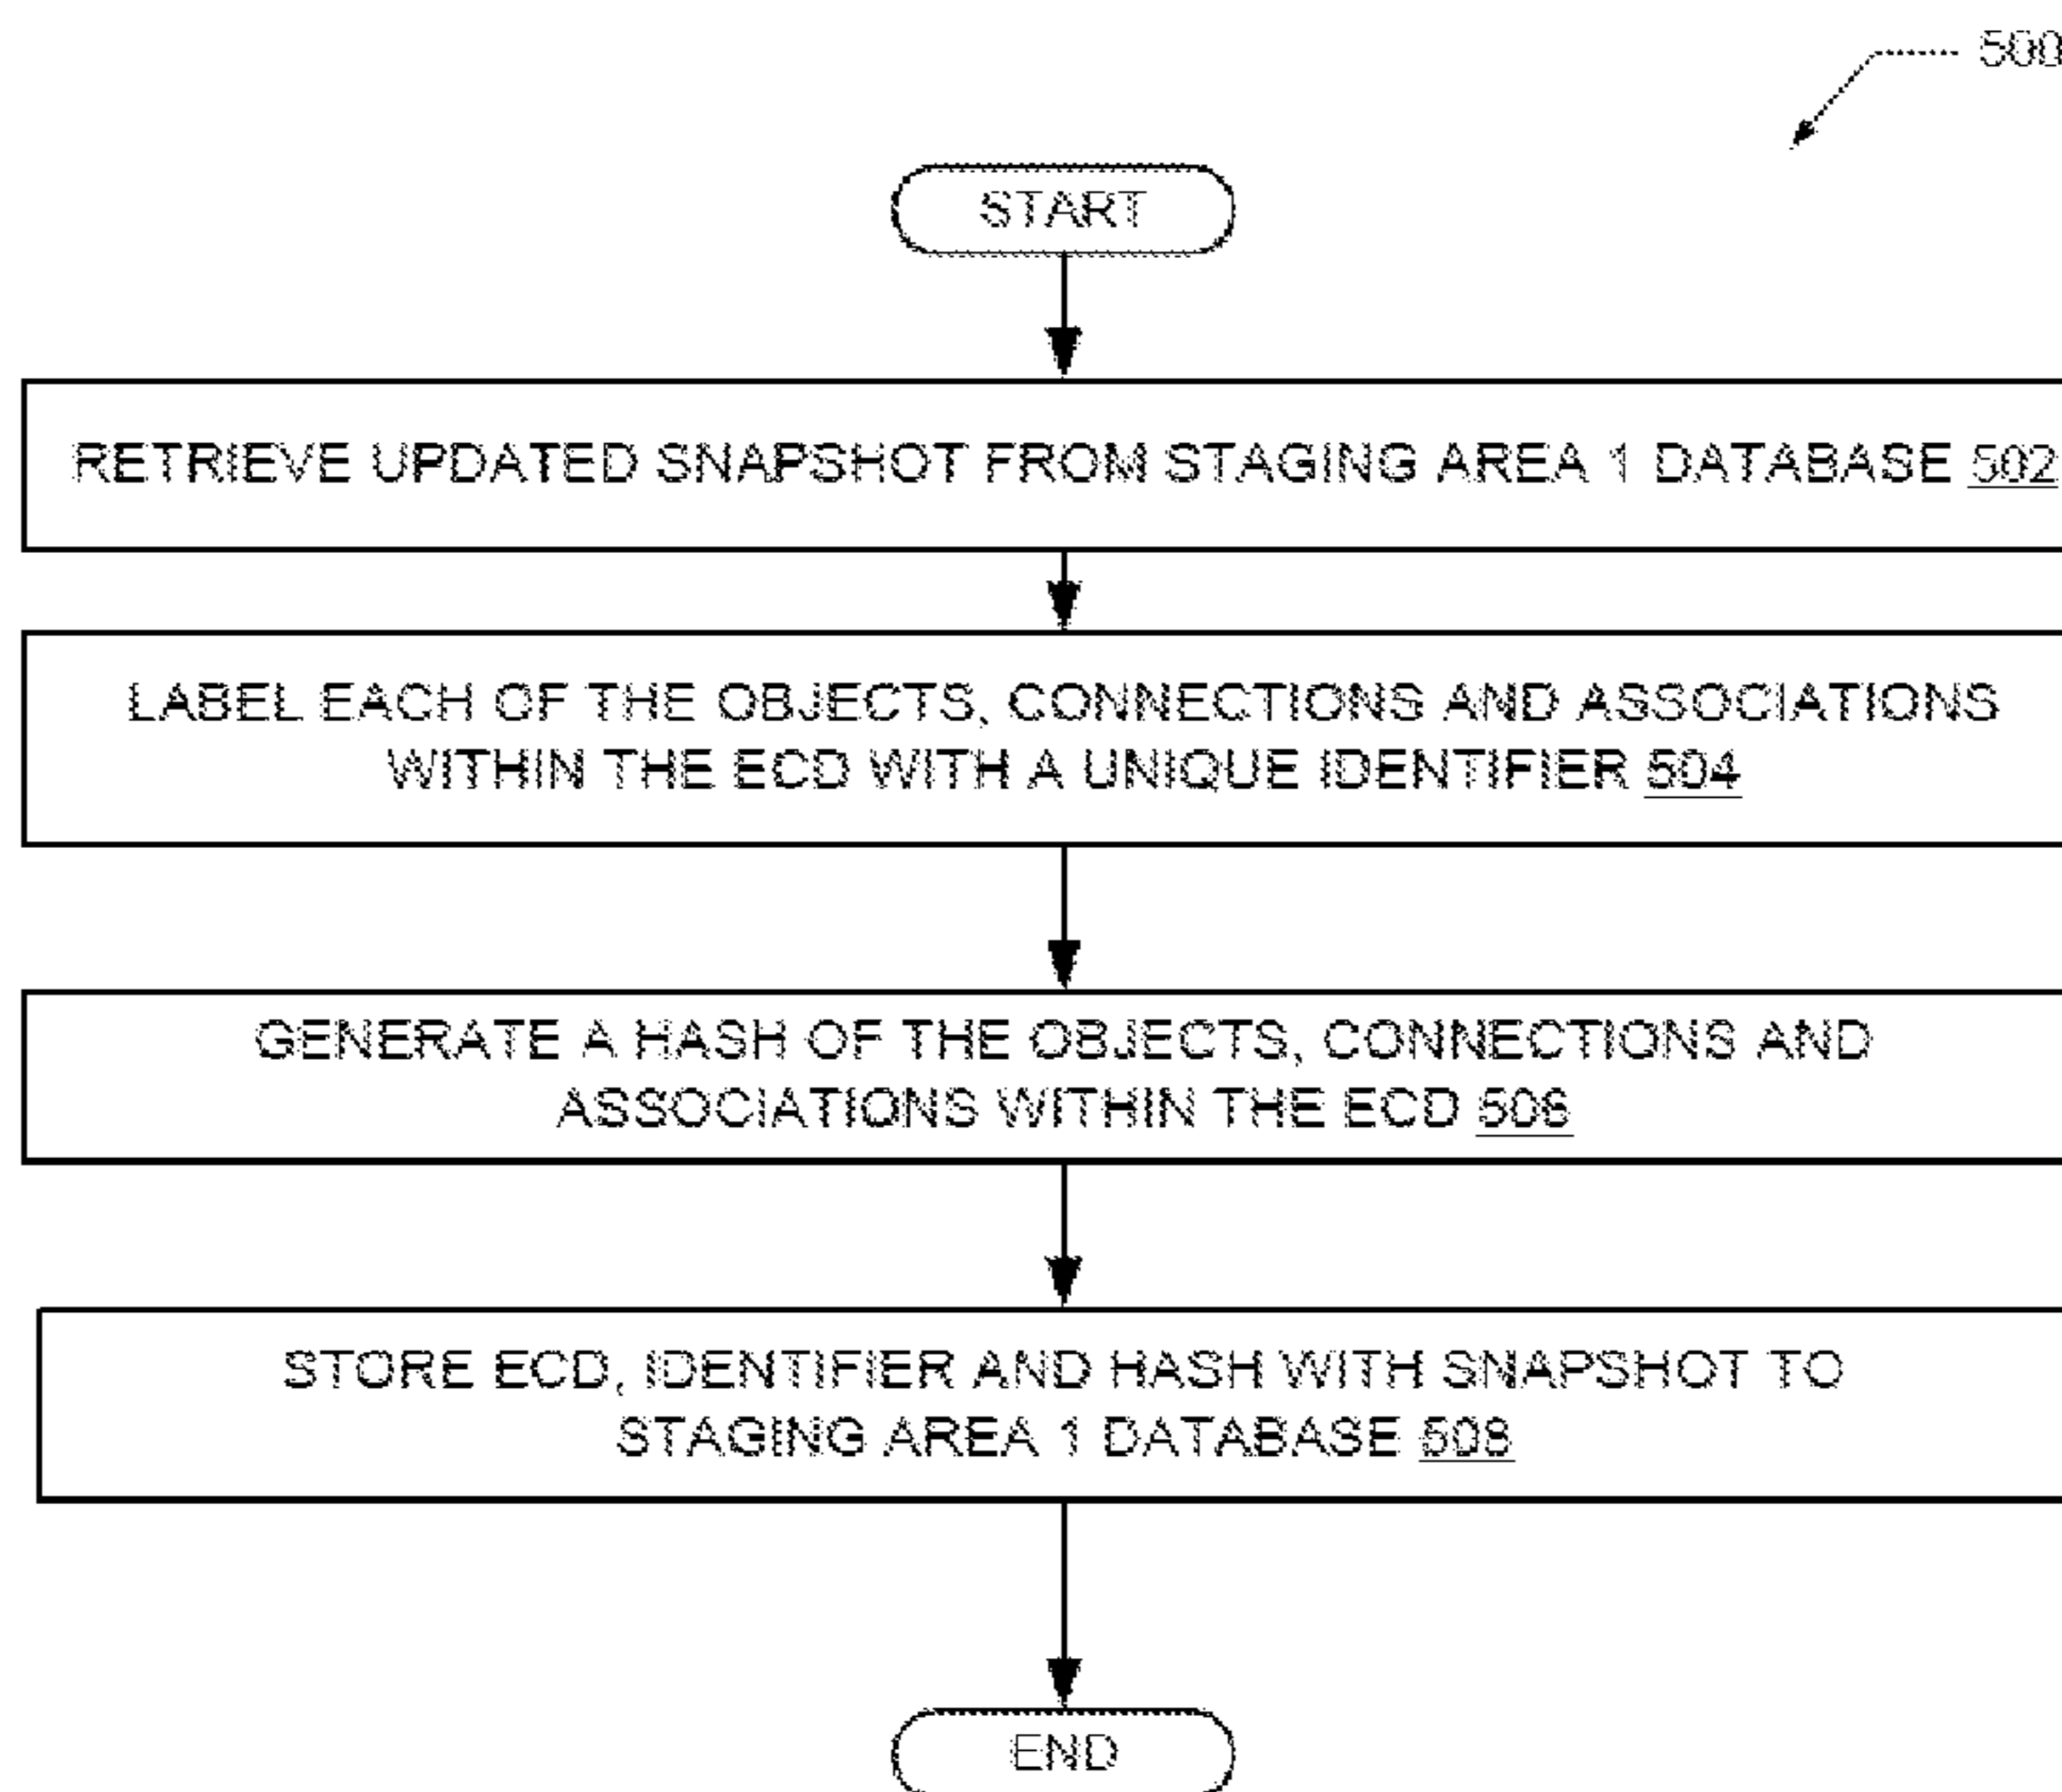 500
START
RETRIEVE UPDATED SNAPSHOT FROM STAGING AREA 1 DATABASE 502
LABEL EACH OF THE OBJECTS, CONNECTIONS AND ASSOCIATIONS
WITHIN THE ECD WITH A UNIQUE IDENTIFIER 504
GENERATE A HASH OF THE OBJECTS, CONNECTIONS AND
ASSOCIATIONS WITHIN THE ECD 506
STORE ECD, IDENTIFIER AND HASH WITH SNAPSHOT TO
STAGING AREA 1 DATABASE 508
END